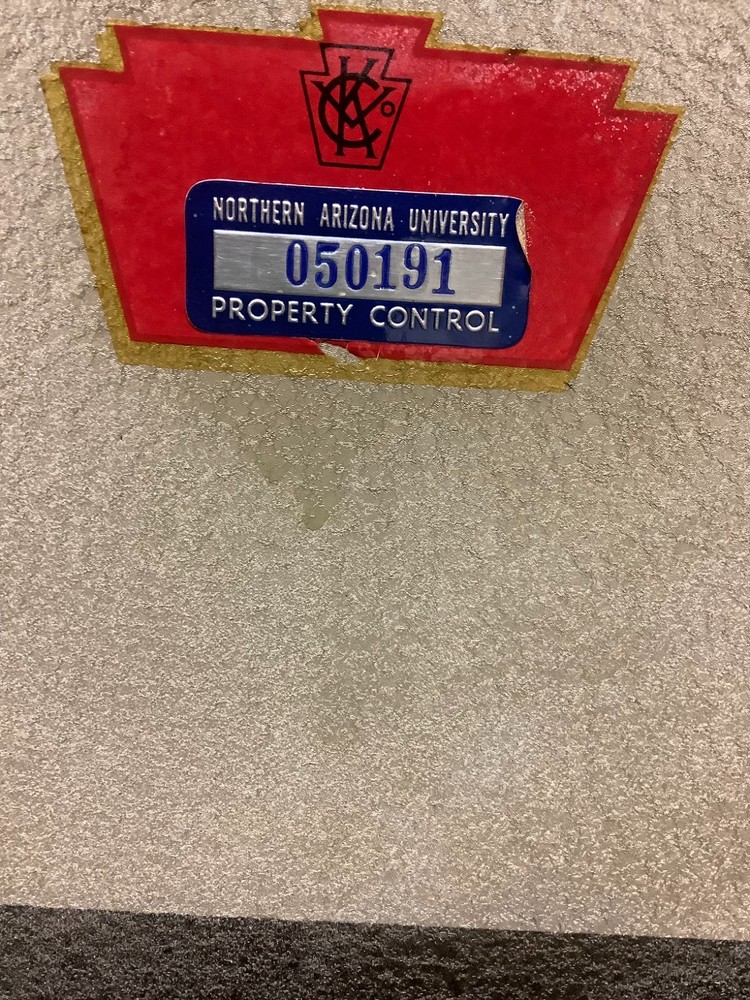 NORTHERN ARIZONA UNIVERSITY
050191
PROPERTY CONTROL